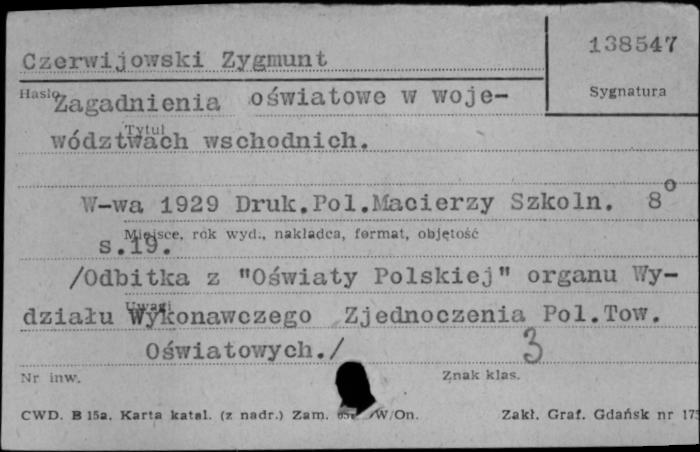 Czerwijowski Zygmunt
138547
Hasło
Sygnatura
Zagadnienia oświatowe w woje-
Tytuł
wództwach wschodnich.
W-wa 1929 Druk.Pol.Macierzy Szkoln. 8°
Miejsce, rok wyd., nakładca, format, objętość
s.19.
/Odbitka z "Oświaty Polskiej" organu Wy-
Uwagi
działu Wykonawczego Zjednoczenia Pol.Tow.
Oświatowych./
3
Nr inw.
Znak klas.
CWD. B 15a. Karta katal. (z nadr.) Zam. W/On.
Zakł. Graf. Gdańsk nr 175